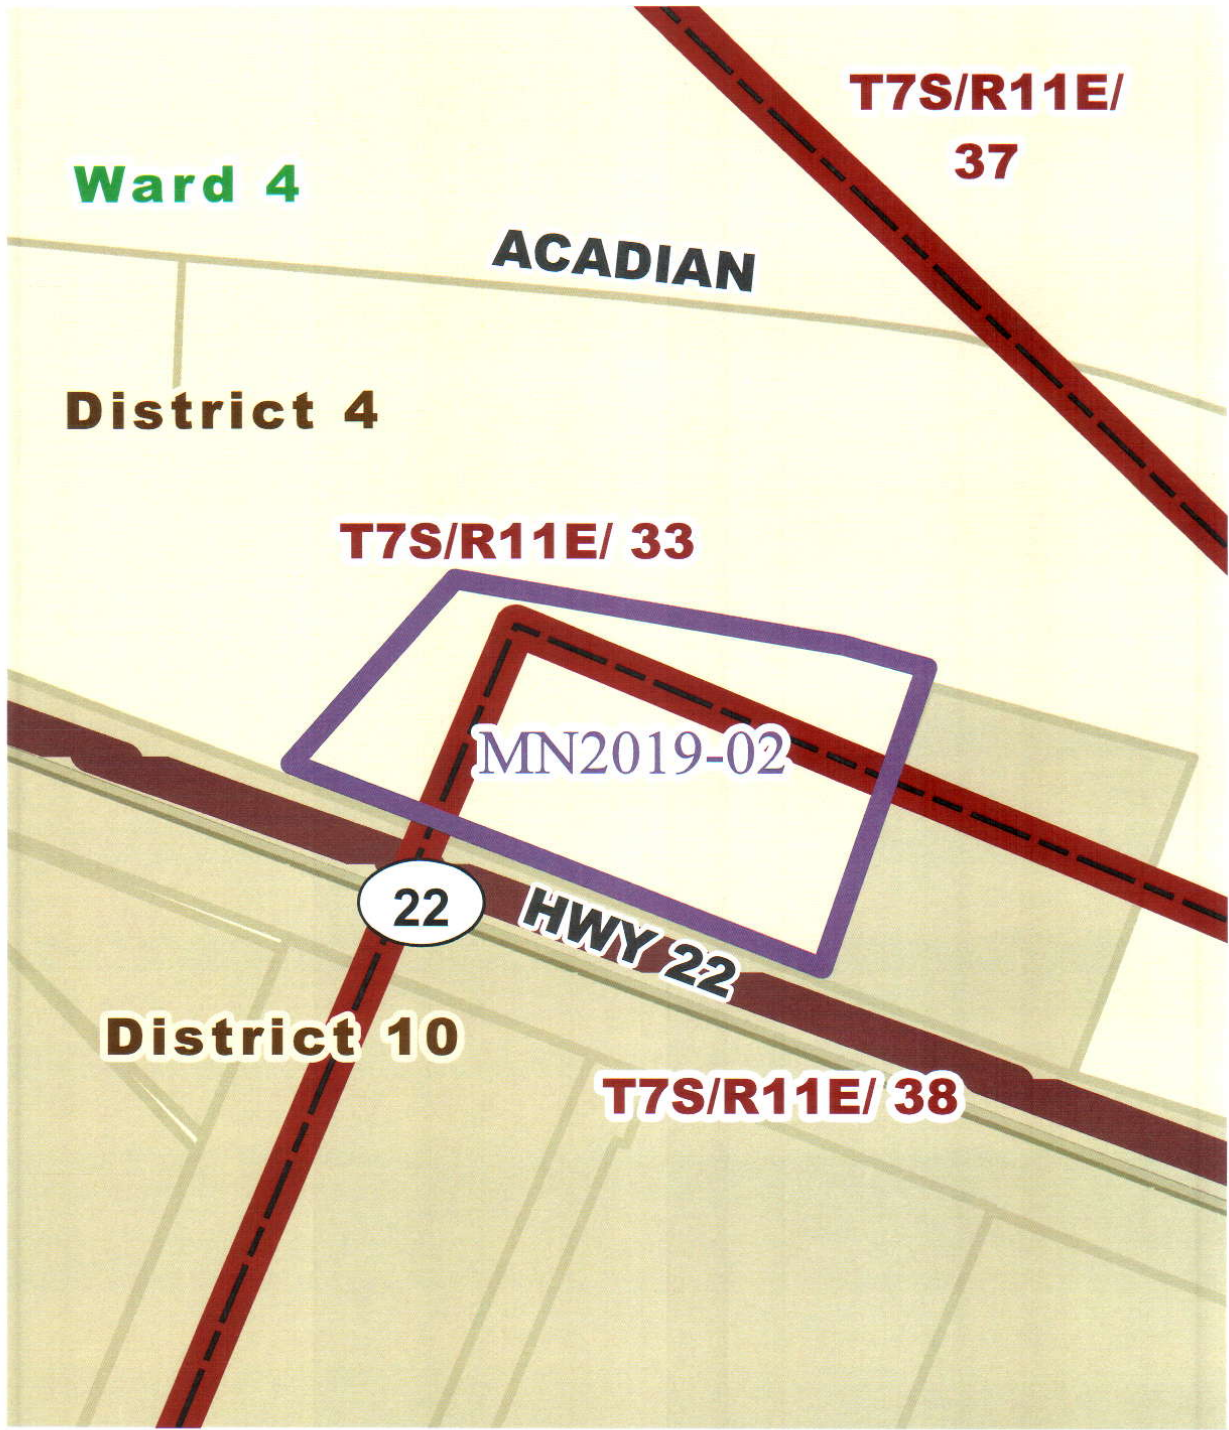 T7S/R11E/
37
Ward 4
ACADIAN
District 4
T7S/R11E/ 33
MN2019-02
22
HWY 22
District 10
T7S/R11E/ 38